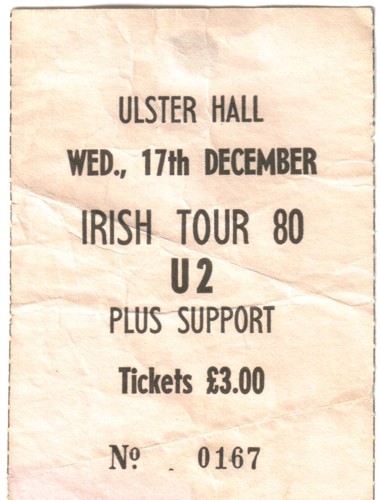 ULSTER HALL
WED., 17th DECEMBER
IRISH TOUR 80
U2
PLUS SUPPORT
Tickets £3.00
Nº 0167